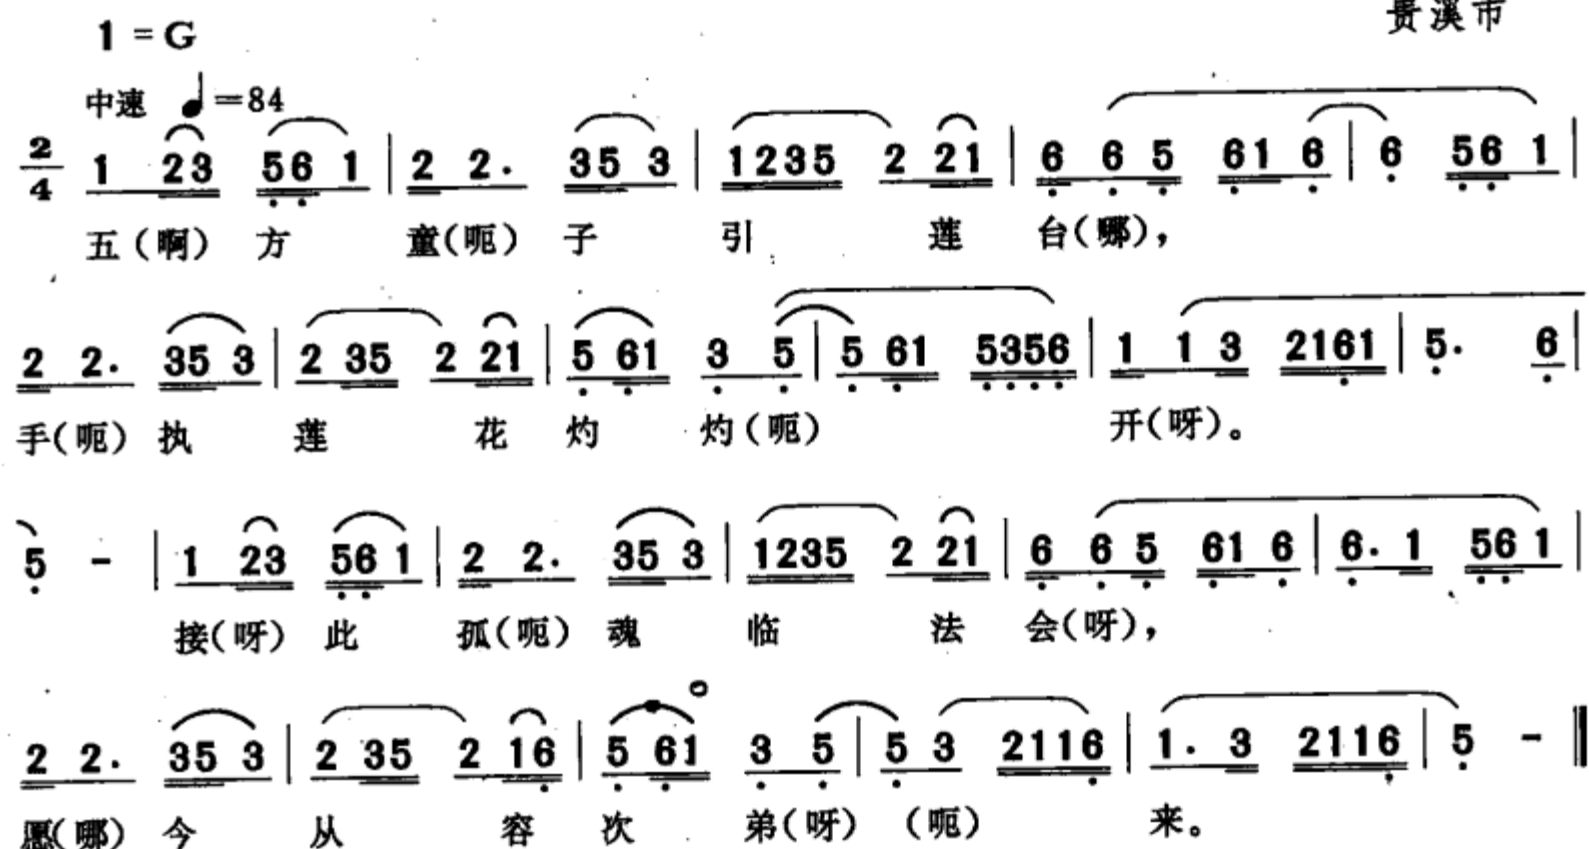 贵溪市
1=G
中速 ♩=84
2/4 1 23 56 1 | 2 2. 35 3 | 1235 2 21 | 6 6 5 61 6 | 6 56 1 |
五(啊) 方 童(呃) 子 引 莲 台(哪),
2 2. 35 3 | 2 35 2 21 | 5 61 3 5 | 5 61 5356 | 1 1 3 2161 | 5. 6 |
手(呃) 执 莲 花 灼 灼(呃) 开(呀)。
5 - | 1 23 56 1 | 2 2. 35 3 | 1235 2 21 | 6 6 5 61 6 | 6. 1 56 1 |
接(呀) 此 孤(呃) 魂 临 法 会(呀),
2 2. 35 3 | 2 35 2 16 | 5 61 3 5 | 5 3 2116 | 1. 3 2116 | 5 - ‖
愿(哪) 今 从 容 次 弟(呀) (呃) 来。